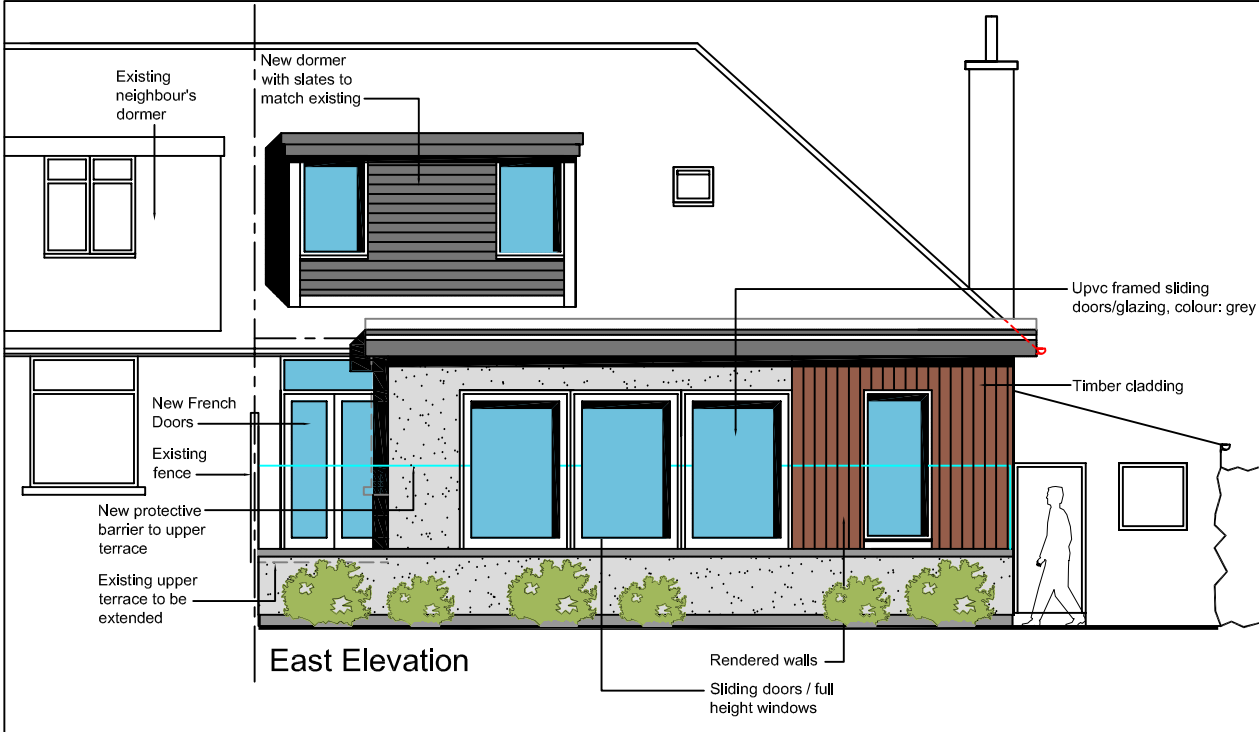 Existing
neighbour's
dormer
New dormer
with slates to
match existing
Upvc framed sliding
doors/glazing, colour: grey
Timber cladding
New French
Doors
Existing
fence
New protective
barrier to upper
terrace
Existing upper
terrace to be
extended
East Elevation
Rendered walls
Sliding doors / full
height windows